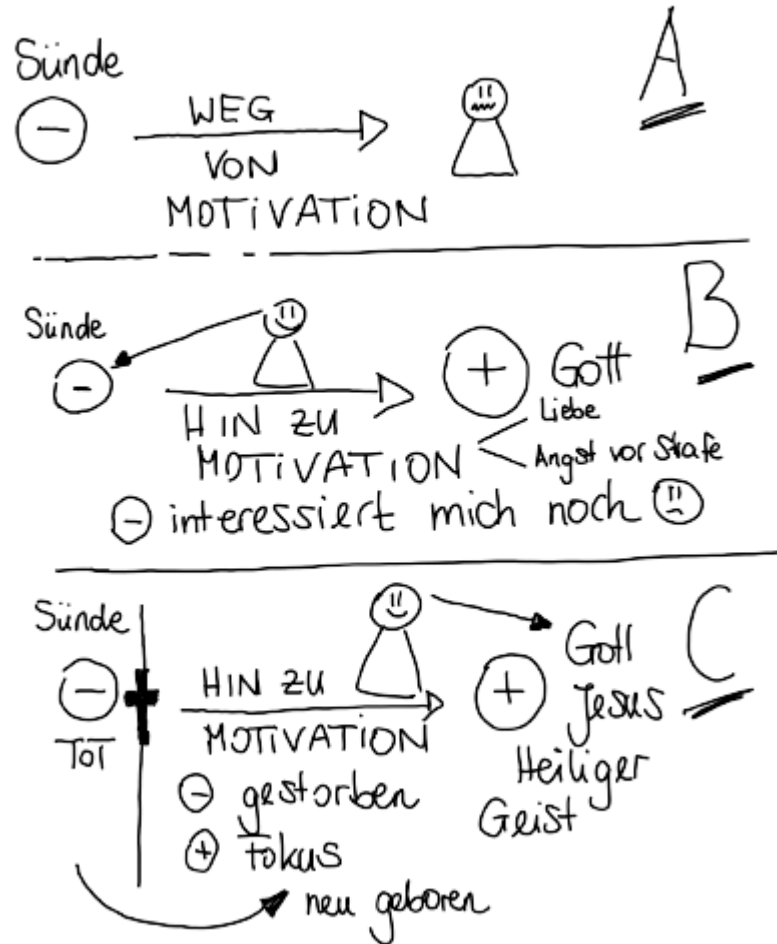 Sünde
A
-
WEG
VON
MOTiVATiON
B
Sünde
-
+ Gott
HiN ZU
Liebe
MOTiVATiON
Angst vor Strafe
- interessiert mich noch
C
Sünde
-
TOT
HiN ZU
MOTiVATiON
+
Gott
Jesus
Heiliger
Geist
- gestorben
+ Fokus
neu geboren